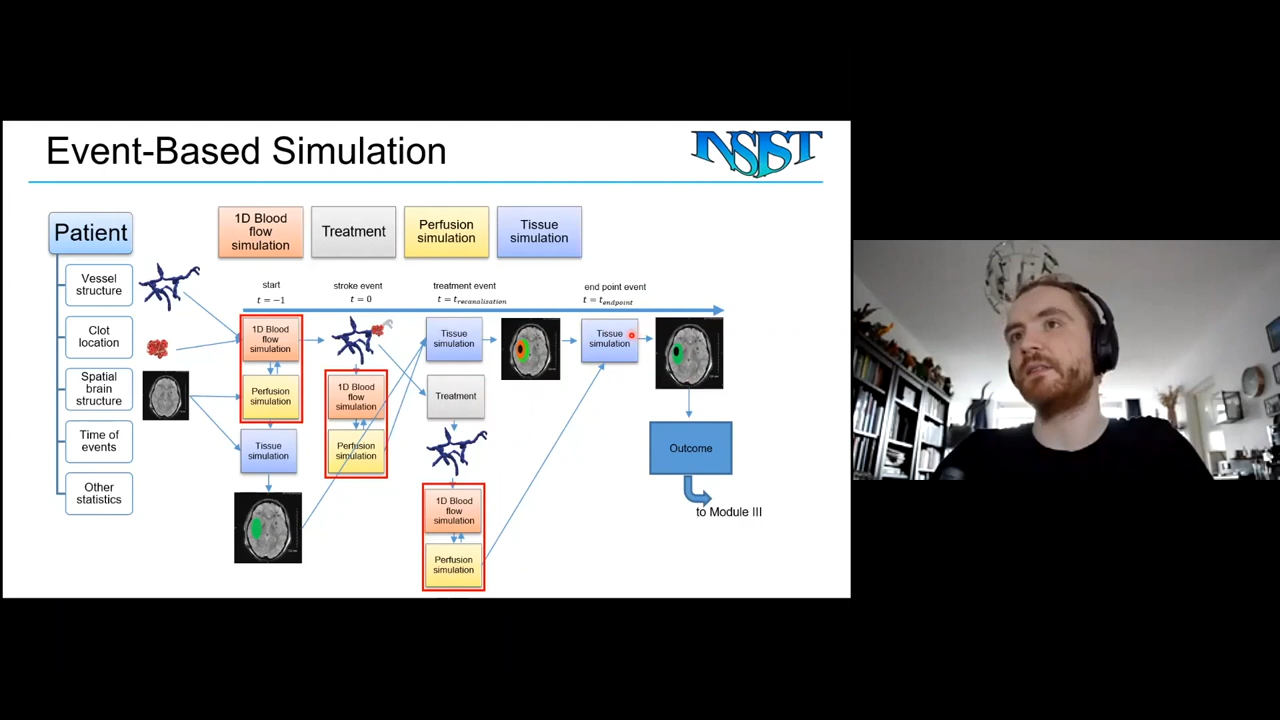 Event-Based Simulation
INSIST
Patient
Vessel
structure
Clot
location
Spatial
brain
structure
Time of
events
Other
statistics
1D Blood
flow
simulation
Treatment
Perfusion
simulation
Tissue
simulation
start
t = −1
stroke event
t = 0
treatment event
t = t_recanalisation
end point event
t = t_endpoint
1D Blood
flow
simulation
Perfusion
simulation
Tissue
simulation
1D Blood
flow
simulation
Perfusion
simulation
Tissue
simulation
Treatment
1D Blood
flow
simulation
Perfusion
simulation
Tissue
simulation
Outcome
to Module III